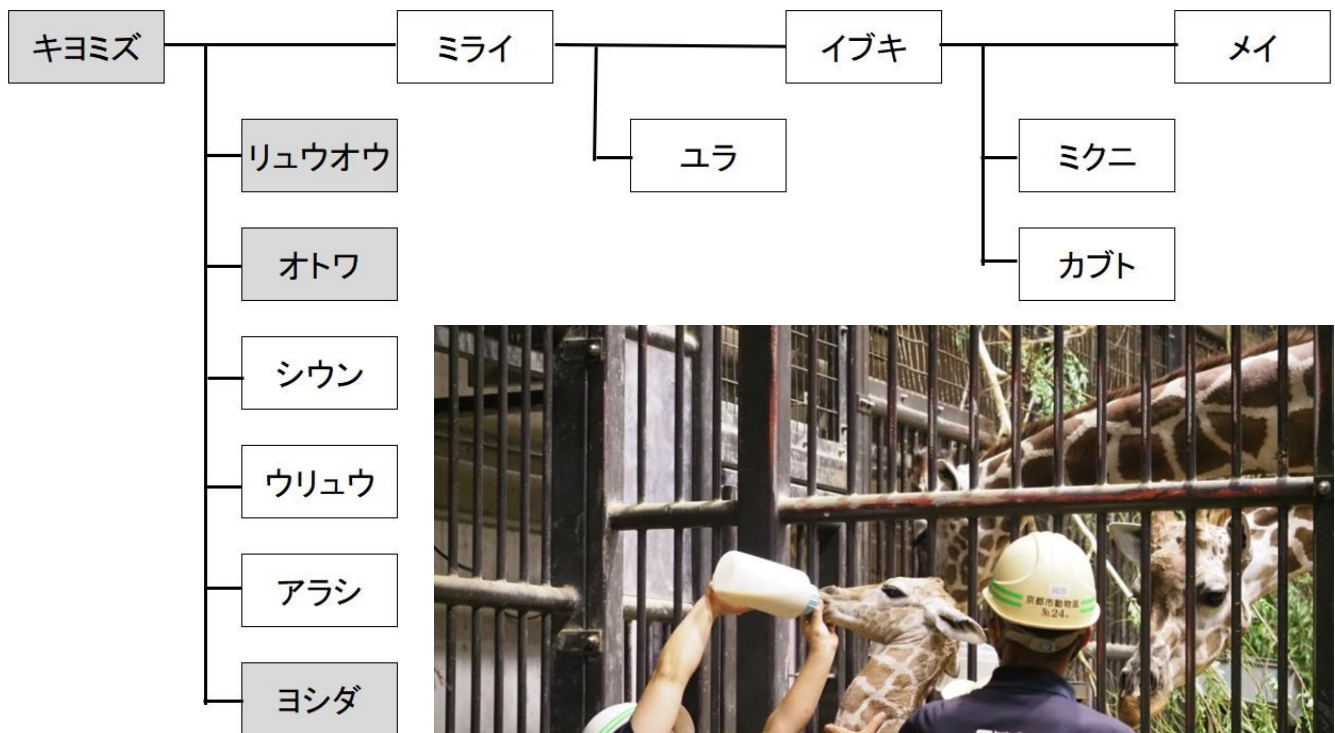 キヨミズ
ミライ
イブキ
メイ
リュウオウ
ユラ
ミクニ
オトワ
カブト
シウン
ウリュウ
アラシ
ヨシダ
京都市動物園
№24